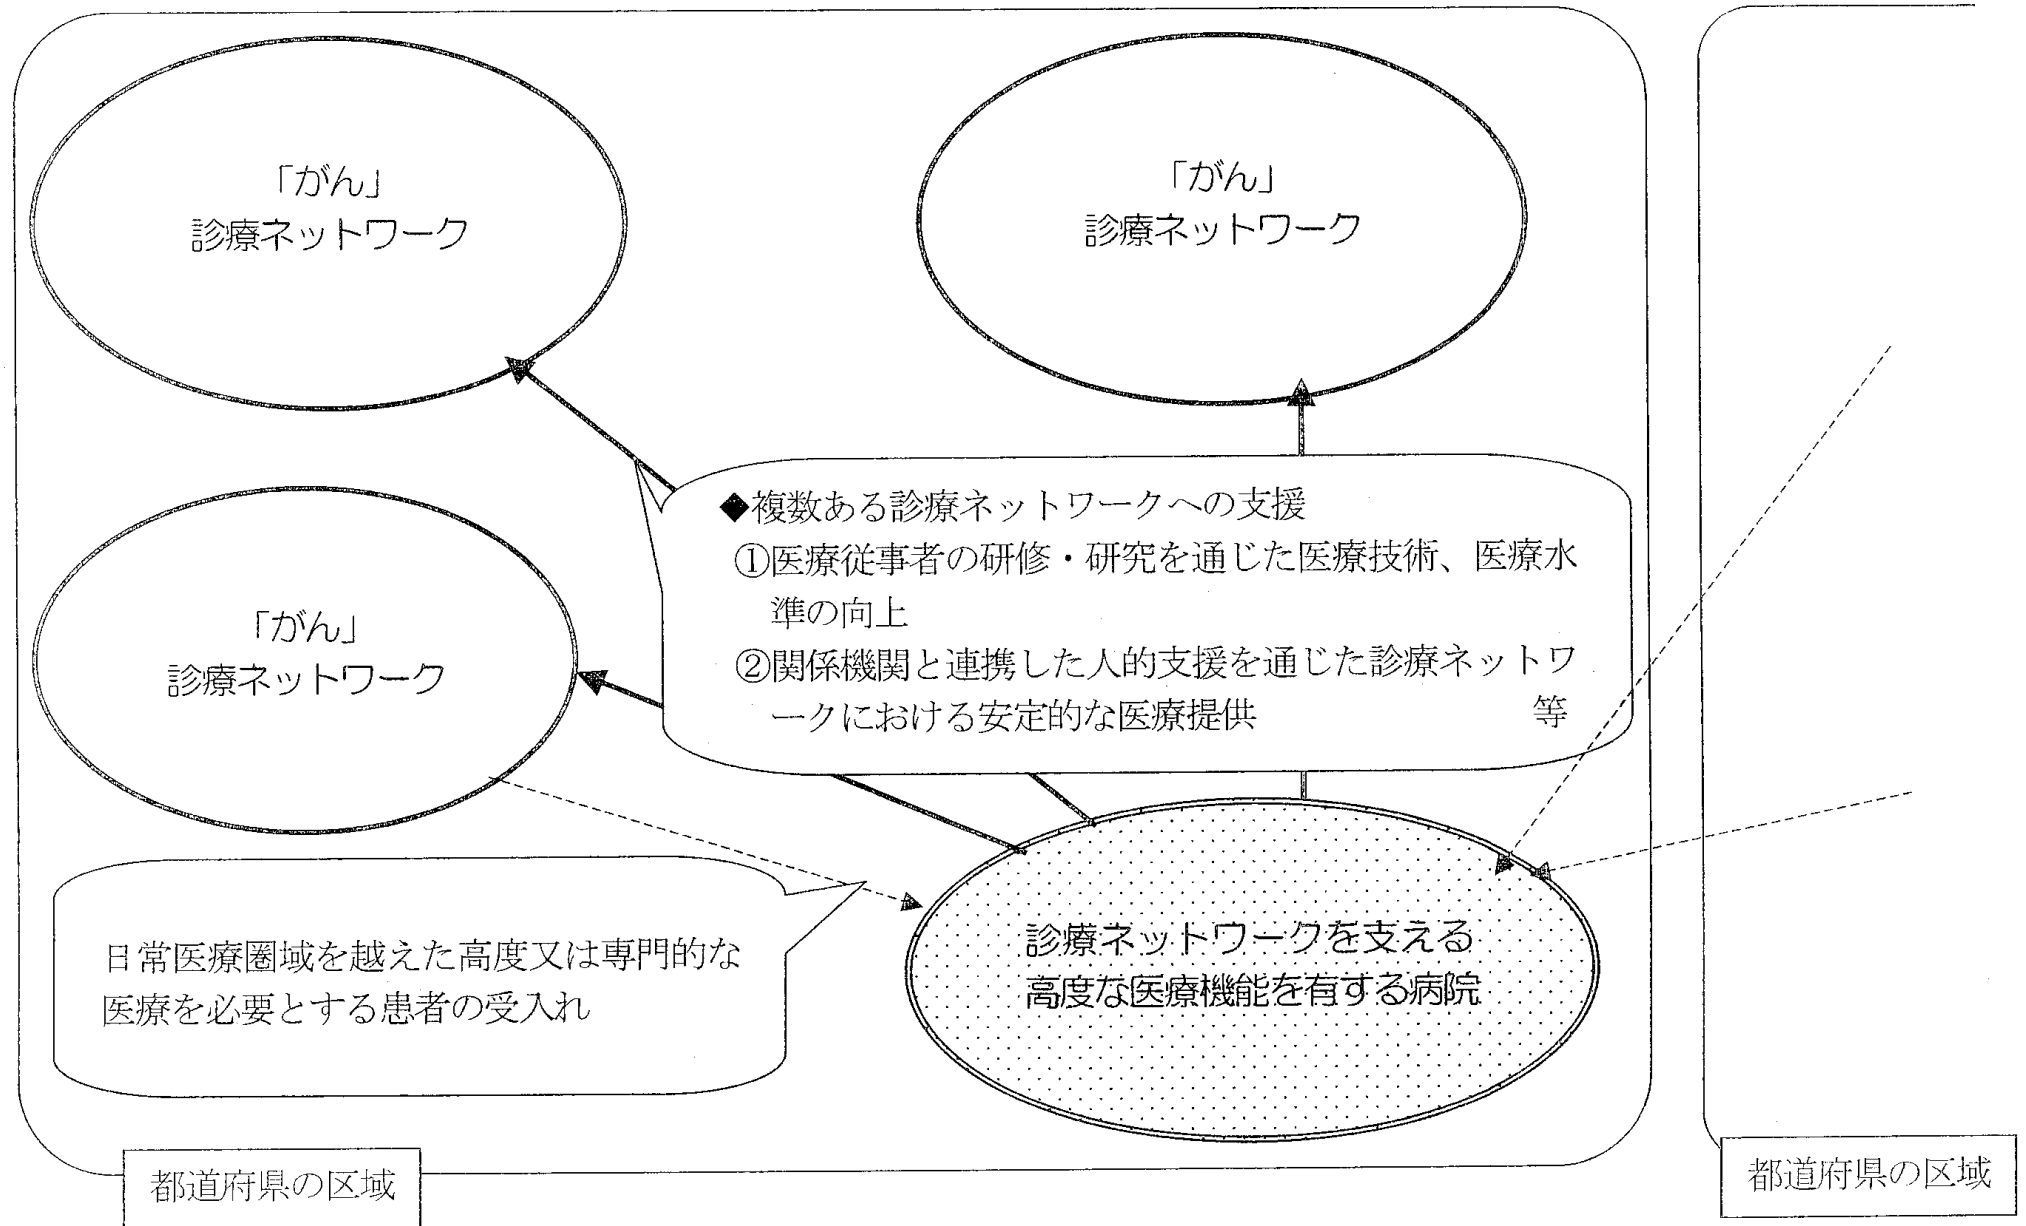 「がん」
診療ネットワーク
「がん」
診療ネットワーク
◆複数ある診療ネットワークへの支援
①医療従事者の研修・研究を通じた医療技術、医療水
準の向上
②関係機関と連携した人的支援を通じた診療ネットワ
ークにおける安定的な医療提供 等
「がん」
診療ネットワーク
日常医療圏域を越えた高度又は専門的な
医療を必要とする患者の受入れ
診療ネットワークを支える
高度な医療機能を有する病院
都道府県の区域
都道府県の区域